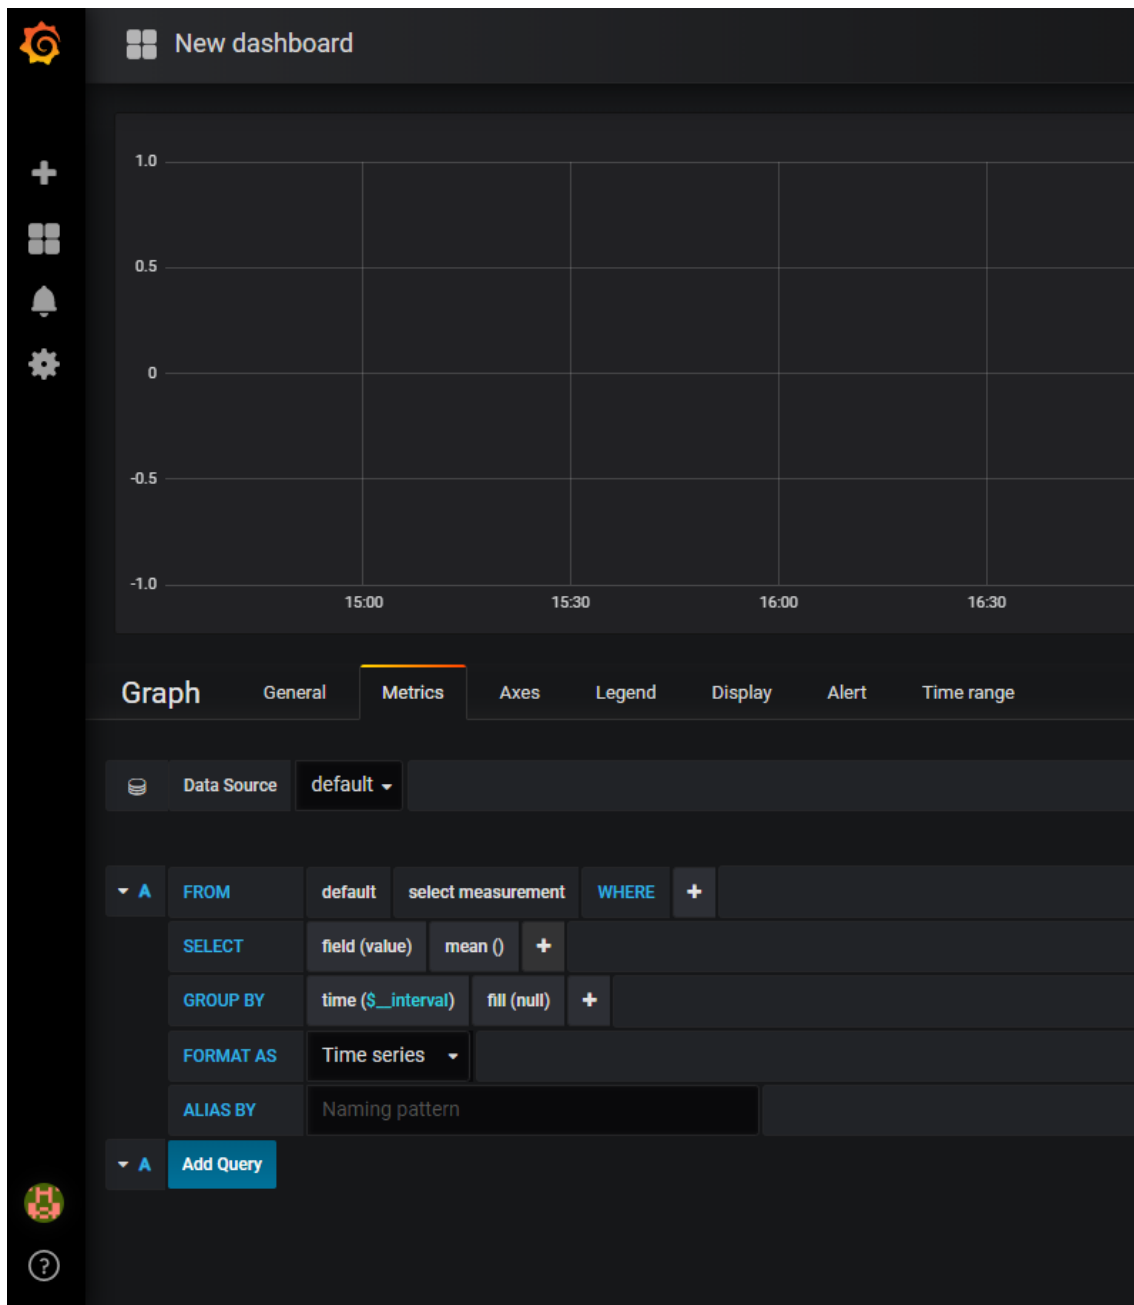 New dashboard
1.0
0.5
0
-0.5
-1.0
15:00 15:30 16:00 16:30
Graph General Metrics Axes Legend Display Alert Time range
Data Source default
A FROM default select measurement WHERE +
SELECT field (value) mean () +
GROUP BY time ($__interval) fill (null) +
FORMAT AS Time series
ALIAS BY Naming pattern
A Add Query
?